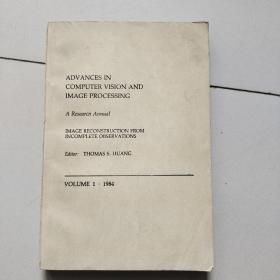 ADVANCES IN
COMPUTER VISION AND
IMAGE PROCESSING
A Research Annual
IMAGE RECONSTRUCTION FROM
INCOMPLETE OBSERVATIONS
Editor: THOMAS S. HUANG
VOLUME 1 · 1984